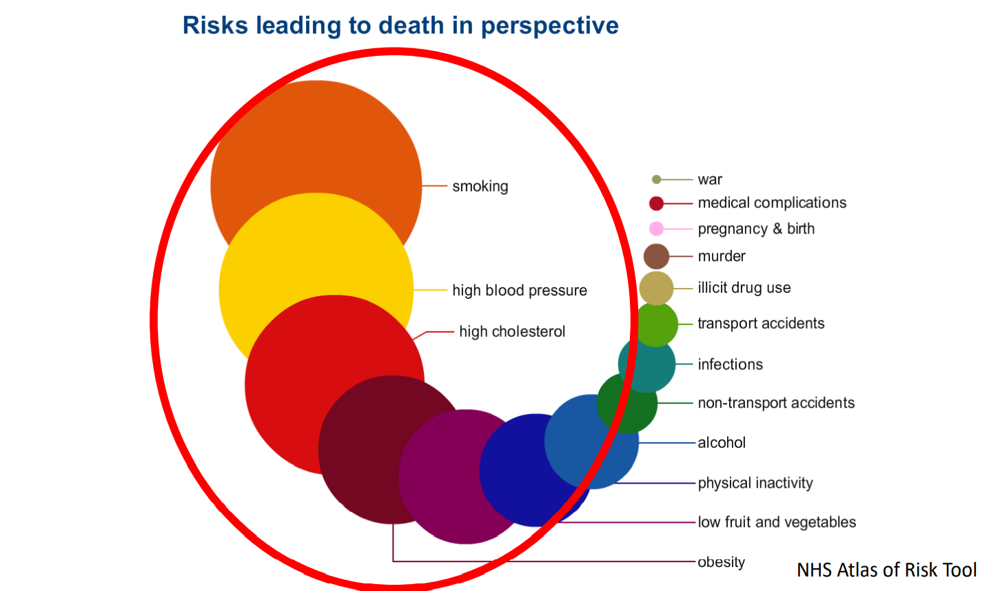 Risks leading to death in perspective
smoking
high blood pressure
high cholesterol
war
medical complications
pregnancy & birth
murder
illicit drug use
transport accidents
infections
non-transport accidents
alcohol
physical inactivity
low fruit and vegetables
obesity
NHS Atlas of Risk Tool